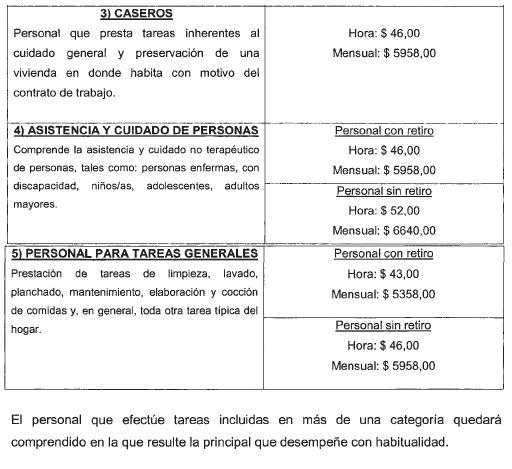 3) CASEROS
Personal que presta tareas inherentes al
cuidado general y preservación de una
vivienda en donde habita con motivo del
contrato de trabajo.
Hora: $ 46,00
Mensual: $ 5958,00
4) ASISTENCIA Y CUIDADO DE PERSONAS
Comprende la asistencia y cuidado no terapéutico
de personas, tales como: personas enfermas, con
discapacidad, niños/as, adolescentes, adultos
mayores.
Personal con retiro
Hora: $ 46,00
Mensual: $ 5958,00
Personal sin retiro
Hora: $ 52,00
Mensual: $ 6640,00
5) PERSONAL PARA TAREAS GENERALES
Prestación de tareas de limpieza, lavado,
planchado, mantenimiento, elaboración y cocción
de comidas y, en general, toda otra tarea típica del
hogar.
Personal con retiro
Hora: $ 43,00
Mensual: $ 5358,00
Personal sin retiro
Hora: $ 46,00
Mensual: $ 5958,00
El personal que efectúe tareas incluidas en más de una categoría quedará
comprendido en la que resulte la principal que desempeñe con habitualidad.